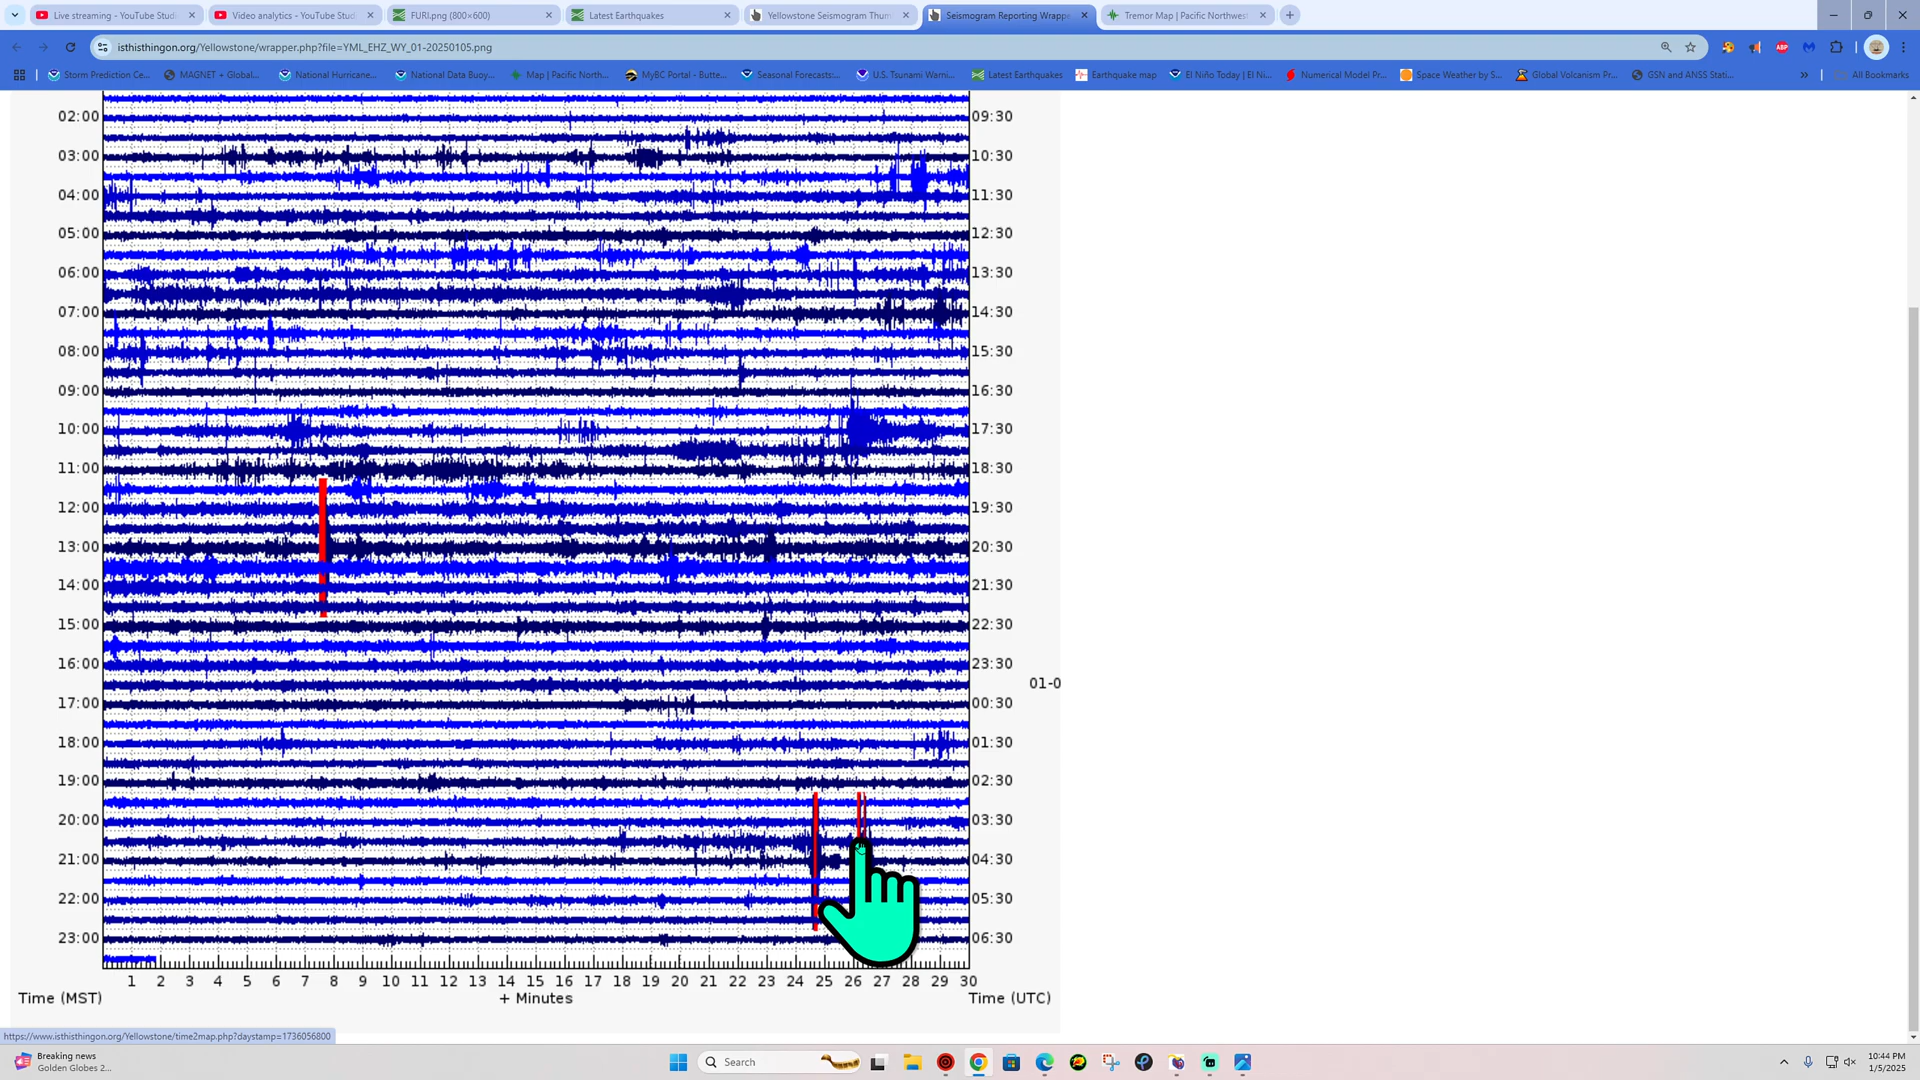 Live streaming - YouTube Stud
Video analytics - YouTube Stud
FURI.png (800×600)
Latest Earthquakes
Yellowstone Seismogram Thum
Seismogram Reporting Wrappe
Tremor Map | Pacific Northwest
isthisthingon.org/Yellowstone/wrapper.php?file=YML_EHZ_WY_01-20250105.png
ABP
Storm Prediction Ce...
MAGNET + Global...
National Hurricane...
National Data Buoy...
Map | Pacific North...
MyBC Portal - Butte...
Seasonal Forecasts:...
U.S. Tsunami Warni...
Latest Earthquakes
Earthquake map
El Niño Today | El Ni...
Numerical Model Pr...
Space Weather by S...
Global Volcanism Pr...
GSN and ANSS Stati...
All Bookmarks
02:00 09:30
03:00 10:30
04:00 11:30
05:00 12:30
06:00 13:30
07:00 14:30
08:00 15:30
09:00 16:30
10:00 17:30
11:00 18:30
12:00 19:30
13:00 20:30
14:00 21:30
15:00 22:30
16:00 23:30
01-0
17:00 00:30
18:00 01:30
19:00 02:30
20:00 03:30
21:00 04:30
22:00 05:30
23:00 06:30
1 2 3 4 5 6 7 8 9 10 11 12 13 14 15 16 17 18 19 20 21 22 23 24 25 26 27 28 29 30
Time (MST) + Minutes Time (UTC)
https://www.isthisthingon.org/Yellowstone/time2map.php?daystamp=1736056800
Breaking news
Golden Globes 2...
Search
10:44 PM
1/5/2025